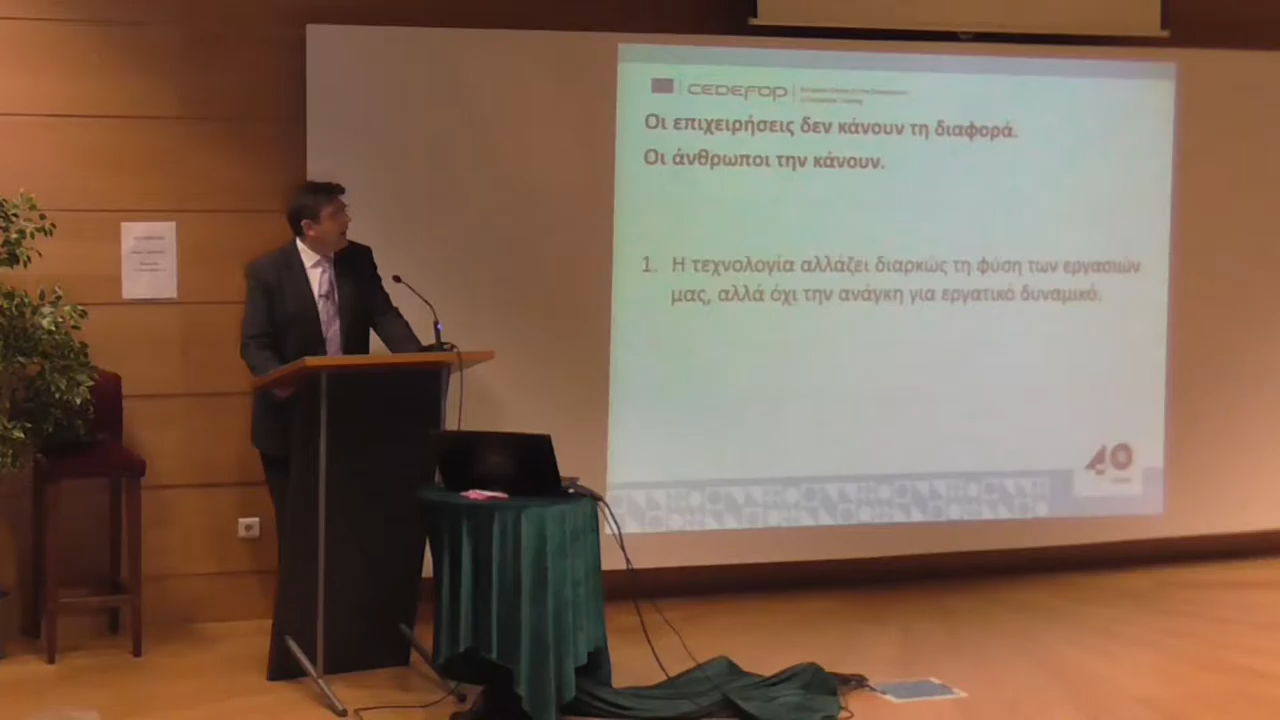 CEDEFOP
Οι επιχειρήσεις δεν κάνουν τη διαφορά.
Οι άνθρωποι την κάνουν.
1. Η τεχνολογία αλλάζει διαρκώς τη φύση των εργασιών
μας, αλλά όχι την ανάγκη για εργατικό δυναμικό.
40